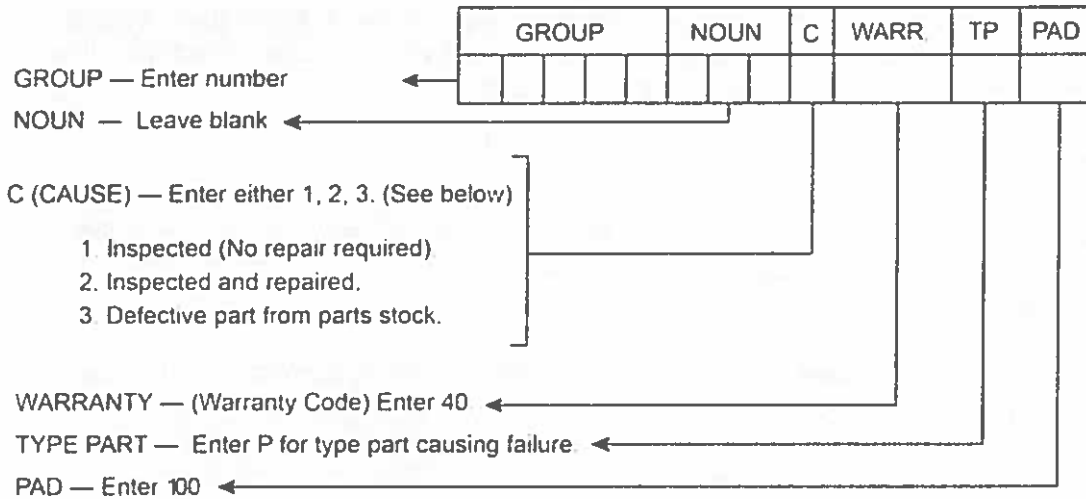 GROUP NOUN C WARR. TP PAD
GROUP — Enter number
NOUN — Leave blank
C (CAUSE) — Enter either 1, 2, 3. (See below)
1. Inspected (No repair required)
2. Inspected and repaired.
3. Defective part from parts stock.
WARRANTY — (Warranty Code) Enter 40
TYPE PART — Enter P for type part causing failure.
PAD — Enter 100